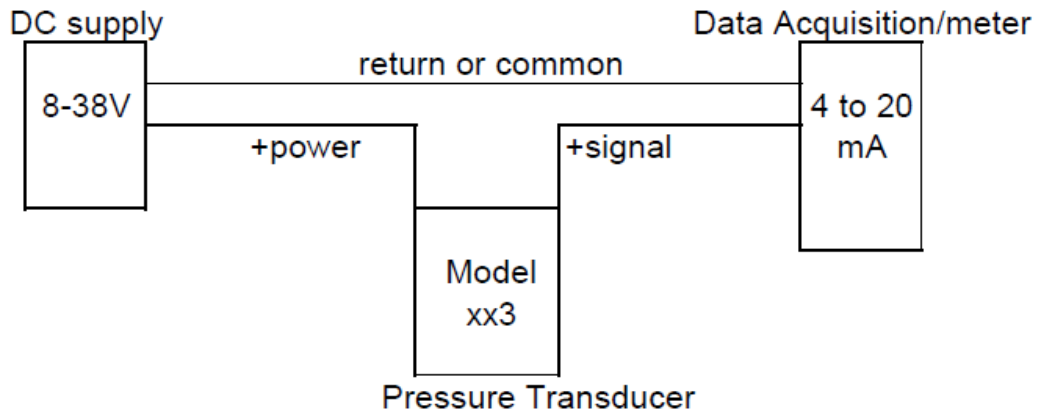 DC supply
Data Acquisition/meter
return or common
8-38V
4 to 20
mA
+power
+signal
Model
xx3
Pressure Transducer